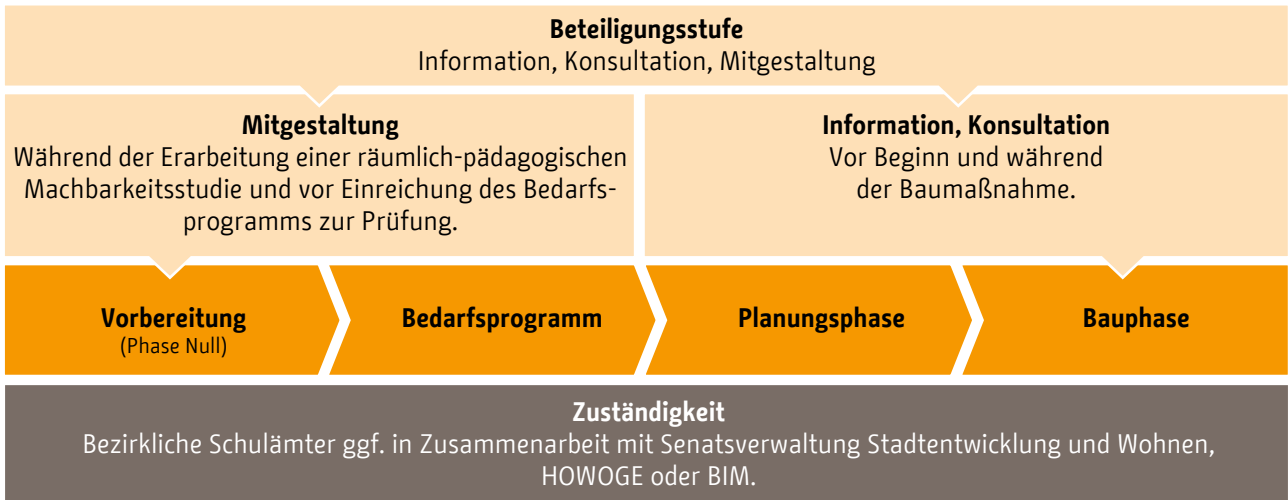 Beteiligungsstufe
Information, Konsultation, Mitgestaltung
Mitgestaltung
Während der Erarbeitung einer räumlich-pädagogischen
Machbarkeitsstudie und vor Einreichung des Bedarfs-
programms zur Prüfung.
Information, Konsultation
Vor Beginn und während
der Baumaßnahme.
Vorbereitung
(Phase Null)
Bedarfsprogramm
Planungsphase
Bauphase
Zuständigkeit
Bezirkliche Schulämter ggf. in Zusammenarbeit mit Senatsverwaltung Stadtentwicklung und Wohnen,
HOWOGE oder BIM.